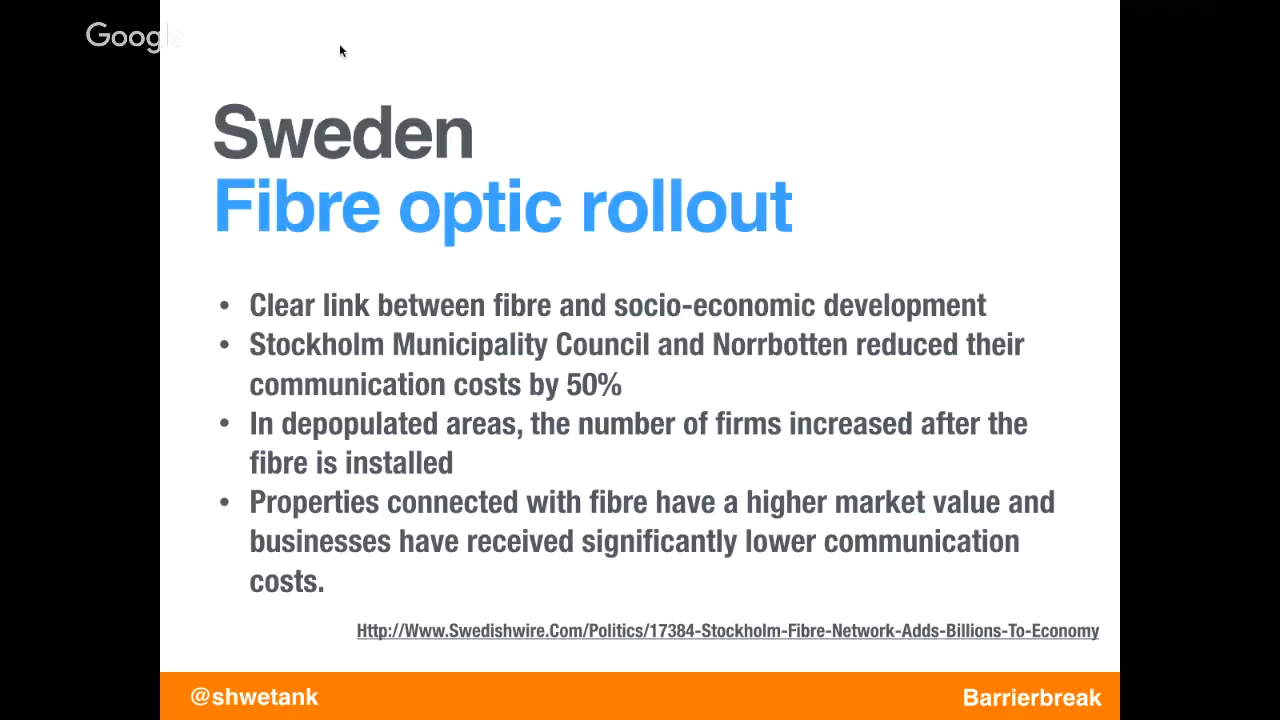 Google
Sweden
Fibre optic rollout
• Clear link between fibre and socio-economic development
• Stockholm Municipality Council and Norrbotten reduced their
communication costs by 50%
• In depopulated areas, the number of firms increased after the
fibre is installed
• Properties connected with fibre have a higher market value and
businesses have received significantly lower communication
costs.
Http://Www.Swedishwire.Com/Politics/17384-Stockholm-Fibre-Network-Adds-Billions-To-Economy
@shwetank
Barrierbreak